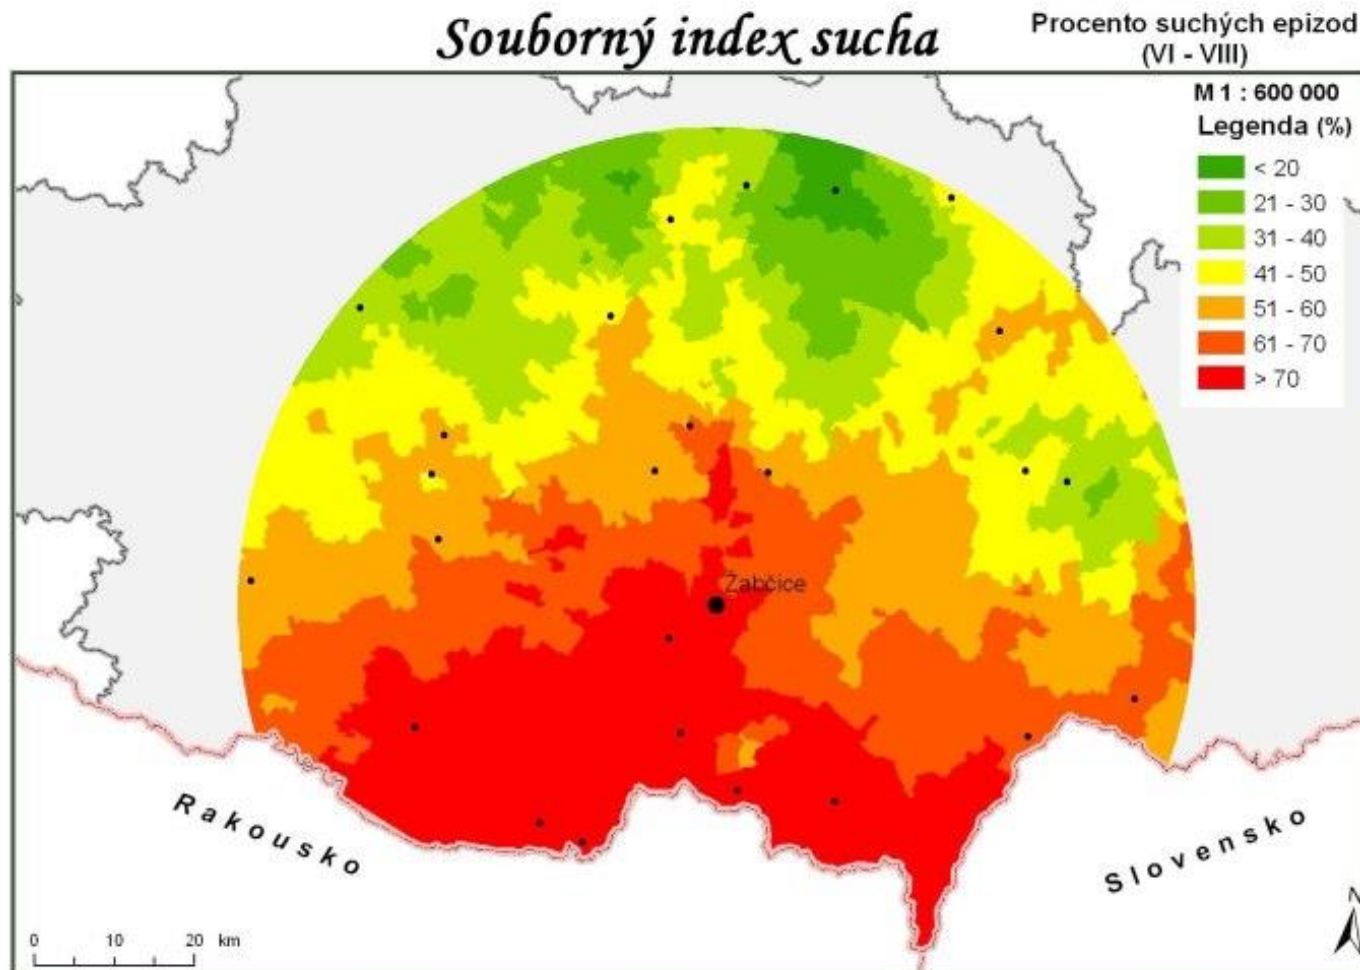 Souborný index sucha
Procento suchých epizod
(VI - VIII)
M 1 : 600 000
Legenda (%)
< 20
21 - 30
31 - 40
41 - 50
51 - 60
61 - 70
> 70
Žabčice
Rakousko
Slovensko
0 10 20 km
N